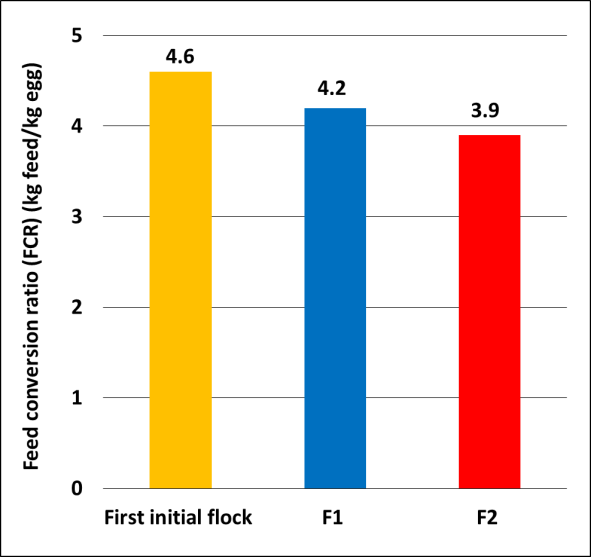 Feed conversion ratio (FCR) (kg feed/kg egg)
5
4
3
2
1
0
4.6
4.2
3.9
First initial flock
F1
F2